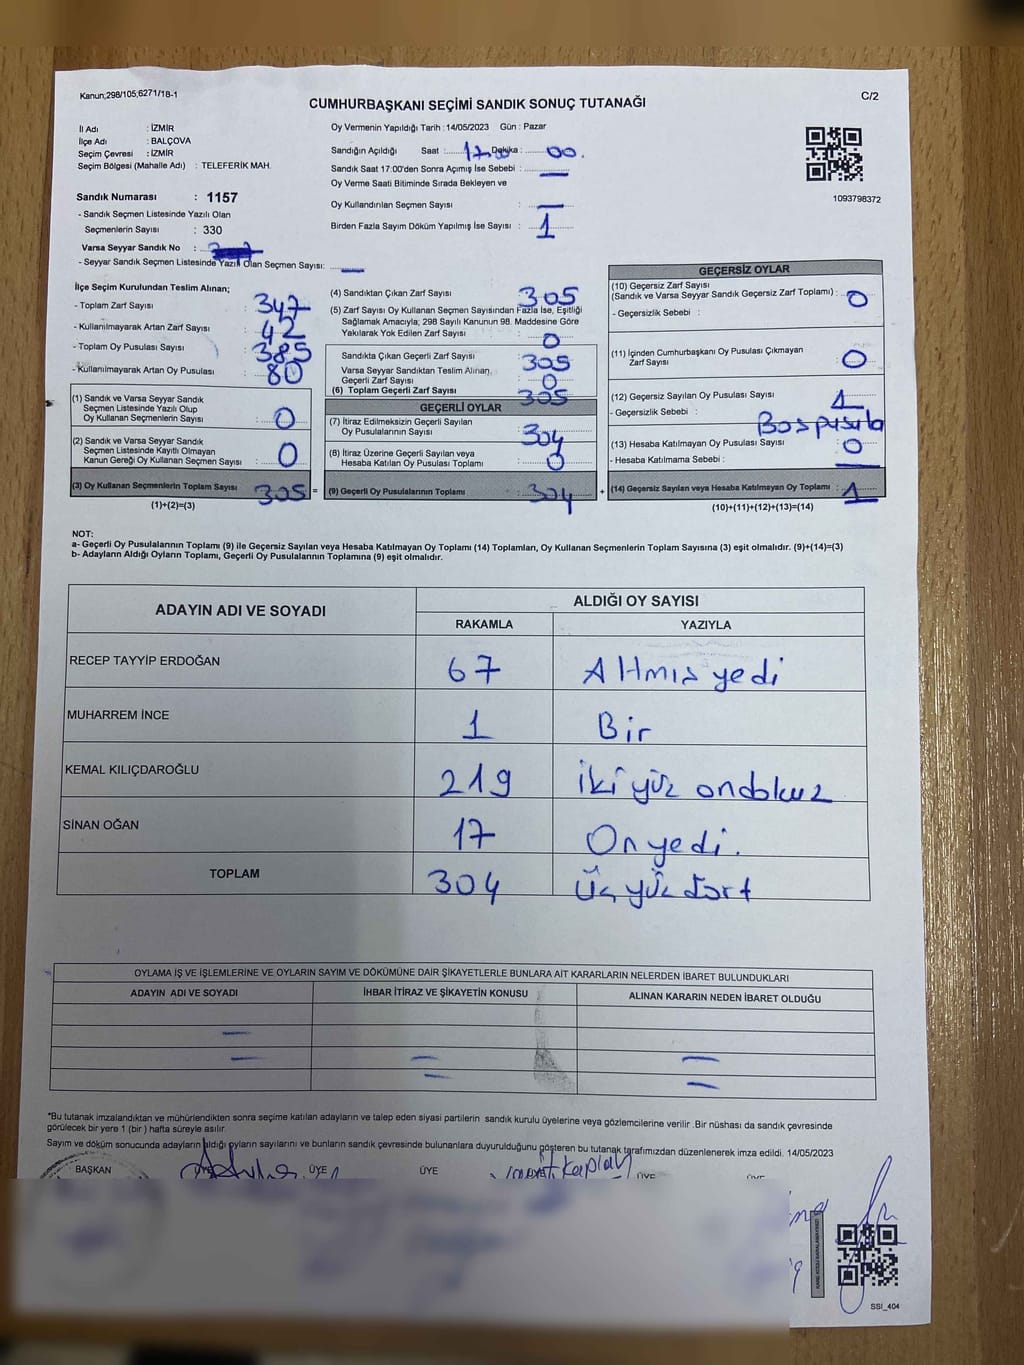 Kanun;298/105;6271/18-1
CUMHURBAŞKANI SEÇİMİ SANDIK SONUÇ TUTANAĞI
C/2
İl Adı : İZMİR
İlçe Adı : BALÇOVA
Seçim Çevresi : İZMİR
Seçim Bölgesi (Mahalle Adı) : TELEFERİK MAH.
Sandık Numarası : 1157
- Sandık Seçmen Listesinde Yazılı Olan
Seçmenlerin Sayısı : 330
Varsa Seyyar Sandık No :
- Seyyar Sandık Seçmen Listesinde Yazılı Olan Seçmen Sayısı:
Oy Vermenin Yapıldığı Tarih : 14/05/2023 Gün : Pazar
Sandığın Açıldığı Saat : 17:00 Dakika : 00.
Sandık Saat 17:00'den Sonra Açımış İse Sebebi :
Oy Verme Saati Bitiminde Sırada Bekleyen ve
Oy Kullandırılan Seçmen Sayısı :
Birden Fazla Sayım Döküm Yapılmış İse Sayısı : 1
1093798372
İlçe Seçim Kurulundan Teslim Alınan;
- Toplam Zarf Sayısı : 347
- Kullanılmayarak Artan Zarf Sayısı : 42
- Toplam Oy Pusulası Sayısı : 385
- Kullanılmayarak Artan Oy Pusulası : 80
(1) Sandık ve Varsa Seyyar Sandık
Seçmen Listesinde Yazılı Olup
Oy Kullanan Seçmenlerin Sayısı : 0
(2) Sandık ve Varsa Seyyar Sandık
Seçmen Listesinde Kayıtlı Olmayan
Kanun Gereği Oy Kullanan Seçmen Sayısı : 0
(3) Oy Kullanan Seçmenlerin Toplam Sayısı 305 =
(1)+(2)=(3)
(4) Sandıktan Çıkan Zarf Sayısı : 305
(5) Zarf Sayısı Oy Kullanan Seçmen Sayısından Fazla İse, Eşitliği
Sağlamak Amacıyla; 298 Sayılı Kanunun 98. Maddesine Göre
Yakılarak Yok Edilen Zarf Sayısı : 0
Sandıkta Çıkan Geçerli Zarf Sayısı : 305
Varsa Seyyar Sandıktan Teslim Alınan,
Geçerli Zarf Sayısı : 0
(6) Toplam Geçerli Zarf Sayısı : 305
GEÇERLİ OYLAR
(7) İtiraz Edilmeksizin Geçerli Sayılan
Oy Pusulalarının Sayısı : 304
(8) İtiraz Üzerine Geçerli Sayılan veya
Hesaba Katılan Oy Pusulası Toplamı : 0
(9) Geçerli Oy Pusulalarının Toplamı : 304 +
GEÇERSİZ OYLAR
(10) Geçersiz Zarf Sayısı
(Sandık ve Varsa Seyyar Sandık Geçersiz Zarf Toplamı) : 0
- Geçersizlik Sebebi :
(11) İçinden Cumhurbaşkanı Oy Pusulası Çıkmayan
Zarf Sayısı : 0
(12) Geçersiz Sayılan Oy Pusulası Sayısı : 1
- Geçersizlik Sebebi : Bos pusula
(13) Hesaba Katılmayan Oy Pusulası Sayısı : 0
- Hesaba Katılmama Sebebi :
(14) Geçersiz Sayılan veya Hesaba Katılmayan Oy Toplamı : 1
(10)+(11)+(12)+(13)=(14)
NOT:
a- Geçerli Oy Pusulalarının Toplamı (9) ile Geçersiz Sayılan veya Hesaba Katılmayan Oy Toplamı (14) Toplamları, Oy Kullanan Seçmenlerin Toplam Sayısına (3) eşit olmalıdır. (9)+(14)=(3)
b- Adayların Aldığı Oyların Toplamı, Geçerli Oy Pusulalarının Toplamına (9) eşit olmalıdır.
ADAYIN ADI VE SOYADI
ALDIĞI OY SAYISI
RAKAMLA YAZIYLA
RECEP TAYYİP ERDOĞAN 67 Altmıs yedi
MUHARREM İNCE 1 Bir
KEMAL KILIÇDAROĞLU 219 iki yüz ondokuz
SİNAN OĞAN 17 On yedi.
TOPLAM 304 Üç yüz dört
OYLAMA İŞ VE İŞLEMLERİNE VE OYLARIN SAYIM VE DÖKÜMÜNE DAİR ŞİKAYETLERLE BUNLARA AİT KARARLARIN NELERDEN İBARET BULUNDUKLARI
ADAYIN ADI VE SOYADI İHBAR İTİRAZ VE ŞİKAYETİN KONUSU ALINAN KARARIN NEDEN İBARET OLDUĞU
*Bu tutanak imzalandıktan ve mühürlendikten sonra seçime katılan adayların ve talep eden siyasi partilerin sandık kurulu üyelerine veya gözlemcilerine verilir .Bir nüshası da sandık çevresinde
görülecek bir yere 1 (bir ) hafta süreyle asılır.
Sayım ve döküm sonucunda adayların aldığı oyların sayılarını ve bunların sandık çevresinde bulunanlara duyurulduğunu gösteren bu tutanak tarafımızdan düzenlenerek imza edildi. 14/05/2023
BAŞKAN ÜYE ÜYE ÜYE ÜYE ÜYE
Kaplan
SSI_404